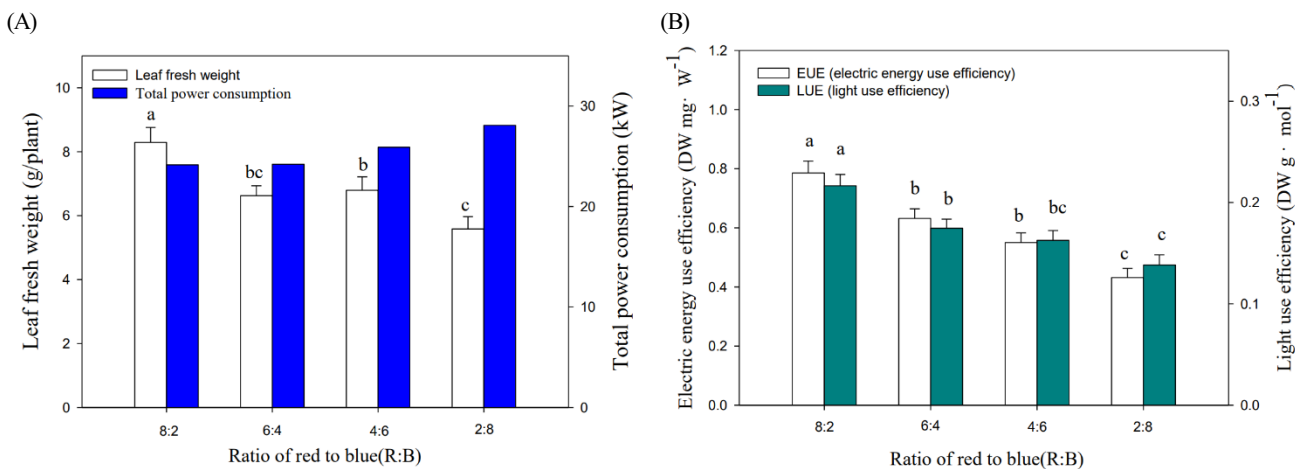 (A)
Leaf fresh weight (g/plant)
10
8
6
4
2
0
Leaf fresh weight
Total power consumption
a
bc
b
c
30
20
10
0
Total power consumption (kW)
8:2
6:4
4:6
2:8
Ratio of red to blue(R:B)
(B)
Electric energy use efficiency (DW mg· W-1)
1.2
1.0
0.8
0.6
0.4
0.2
0.0
EUE (electric energy use efficiency)
LUE (light use efficiency)
a
a
b
b
b
bc
c
c
0.3
0.2
0.1
0.0
Light use efficiency (DW g · mol-1)
8:2
6:4
4:6
2:8
Ratio of red to blue(R:B)